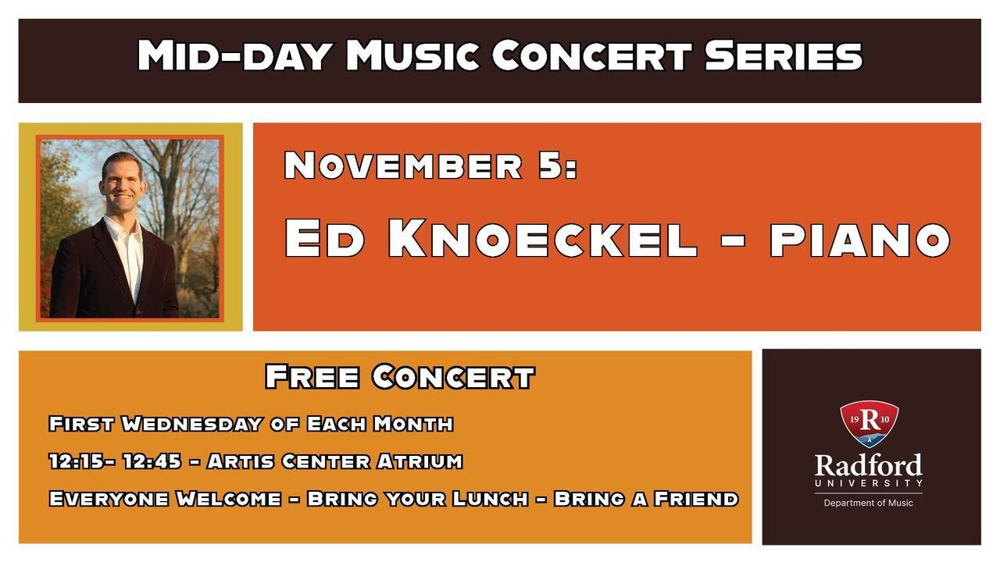 Mid-day Music Concert Series
November 5:
Ed Knoeckel - piano
Free Concert
First Wednesday of Each Month
12:15- 12:45 - Artis Center Atrium
Everyone Welcome - Bring your Lunch - Bring a Friend
19 R 10
Radford
UNIVERSITY
Department of Music